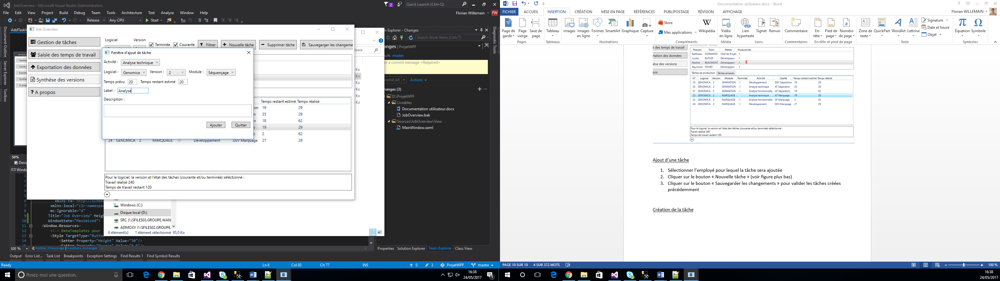 JobOverview - Microsoft Visual Studio (Administrator)
2
Quick Launch (Ctrl+Q)
File Edit View Project Build Debug Team Tools Architecture Test Analyze Window Help
Florian Willemain
FW
Release
Any CPU
Start
Document Outline
Server Explorer
Toolbox
Diagnostic Tools
Job Overview
Gestion de tâches
Saisie des temps de travail
Exportation des données
Synthèse des versions
? A propos
Logiciel
Version
Terminée
Courante
Filtrer
Nouvelle tâche
Supprimer tâche
Sauvegarger les changeme
Fenêtre d'ajout de tâche
Activité :
Analyse technique
Logiciel :
Genomica
Version :
2
Module :
Séquençage
Temps prévu
20
Temps restant estimé
20
Label :
Analyse
Description :
Ajouter
Quitter
Temps restant estimé Temps réalisé
19 29
35 29
18 62
19 29
2 62
24 GENOMICA 2 MARQUAGE Développement DEV Marquage 27 29
Pour le logiciel, la version et l'état des tâches (courante et/ou terminée) séléctionné :
Travail réalisé 240
Temps de travail restant 120
50%
Windows (C:)
Disque local (D:)
SRC (\\SFILES03.GROUPE.WAN
ADMOXY (\\SFILES02.GROUPE.
6 élément(s) 1 élément sélectionné 95,0 Ko
1
2
3
4
5
6 xmlns:fa="http://schema
7 xmlns:local="clr-namespac
8 mc:Ignorable="d"
9 Title="Job Overview" Heigh
10 WindowState="Maximized">
11 <Window.Resources>
12 <!-- DataTemplates pour
13 <Style TargetType="Button"
14 <Setter Property="Height" Value="30"/>
100 %
lmilbor, 2 hours ago | 5 authors, 8 changes
Output Error List... Task List Breakpoints Exception Settings Find Results 1 Find Symbol Results
Ready
Ln 6 Col 83 Ch 77 INS
0 3 ProjetWPF master
m Explorer - Changes
Search Work Items (Ctrl+')
anges | ProjetWPF
nch: master
er a commit message <Required>
mmit All
Actions
hanges (3)
D:\ProjetWPF
Livrables
Documentation utilisateur.docx
JobOverview.bak
Sources\JobOverview\View
MainWindow.xaml
Properties Solution Explorer Team Explorer Class View
Posez-moi une question.
16:38
24/05/2017
1
Documentation utilisateur.docx - Word
FICHIER ACCUEIL INSERTION CRÉATION MISE EN PAGE RÉFÉRENCES PUBLIPOSTAGE RÉVISION AFFICHAGE
Florian WILLEMAIN
Page de garde
Page vierge
Saut de page
Pages
Tableau
Tableaux
Images
Images en ligne
Formes
SmartArt
Graphique
Capture
Illustrations
Store
Mes applications
Wikipédia
Compléments
Vidéo en ligne
Média
Lien hypertexte
Signet
Renvoi
Liens
Commentaire
Commentaires
En-tête
Pied de page
Numéro de page
En-tête et pied de page
Zone de texte
QuickPart
WordArt
Lettrine
Signature
Date et heure
Objet
Texte
Équation
Symbole
Symboles
e des temps de travail
rtation des données
hèse des versions
pos
Prénom Nom Métier Productivité
Balthazar NORMAND Chef de Projet 1
Lucien BUTLER Développeur 1
Rosline BEAUMONT Développeur 1 1
Raymond FISHER Développeur 1
Tâches de production Tâches annexes
N° Logiciel Version Module Terminée Activité Libellé Temps restant estimé Temps réalisé
33 GENOMICA 2 SEPARATION Développement DEV Séparation 19 29
32 GENOMICA 2 SEPARATION Analyse technique AT Séparation 35 29
31 GENOMICA 2 SEPARATION Analyse fonctionnelle AF Séparation 18 62
23 GENOMICA 2 MARQUAGE Analyse technique AT Marquage 19 29
22 GENOMICA 2 MARQUAGE Analyse fonctionnelle AF Marquage 2 62
24 GENOMICA 2 MARQUAGE Développement DEV Marquage 27 29
Pour le logiciel, la version et l'état des tâches (courante et/ou terminée) séléctionné :
Travail réalisé 240
Temps de travail restant 120
Ajout d’une tâche
1. Sélectionner l’employé pour lequel la tâche sera ajoutée
2. Cliquer sur le bouton « Nouvelle tâche » (voir figure plus bas)
3. Cliquer sur le bouton « Sauvegarder les changements » pour valider les tâches créées
précédemment
Création de la tâche
PAGE 10 SUR 10 4 SUR 372 MOTS
100 %
16:38
24/05/2017